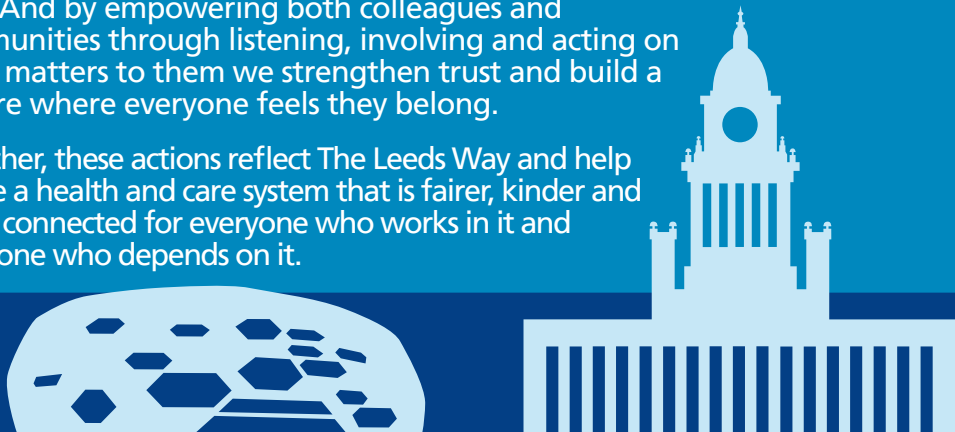 And by empowering both colleagues and
munities through listening, involving and acting on
matters to them we strengthen trust and build a
re where everyone feels they belong.
ther, these actions reflect The Leeds Way and help
e a health and care system that is fairer, kinder and
connected for everyone who works in it and
one who depends on it.